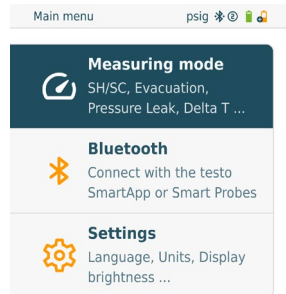 Main menu psig ②
Measuring mode
SH/SC, Evacuation,
Pressure Leak, Delta T ...
Bluetooth
Connect with the testo
SmartApp or Smart Probes
Settings
Language, Units, Display
brightness ...